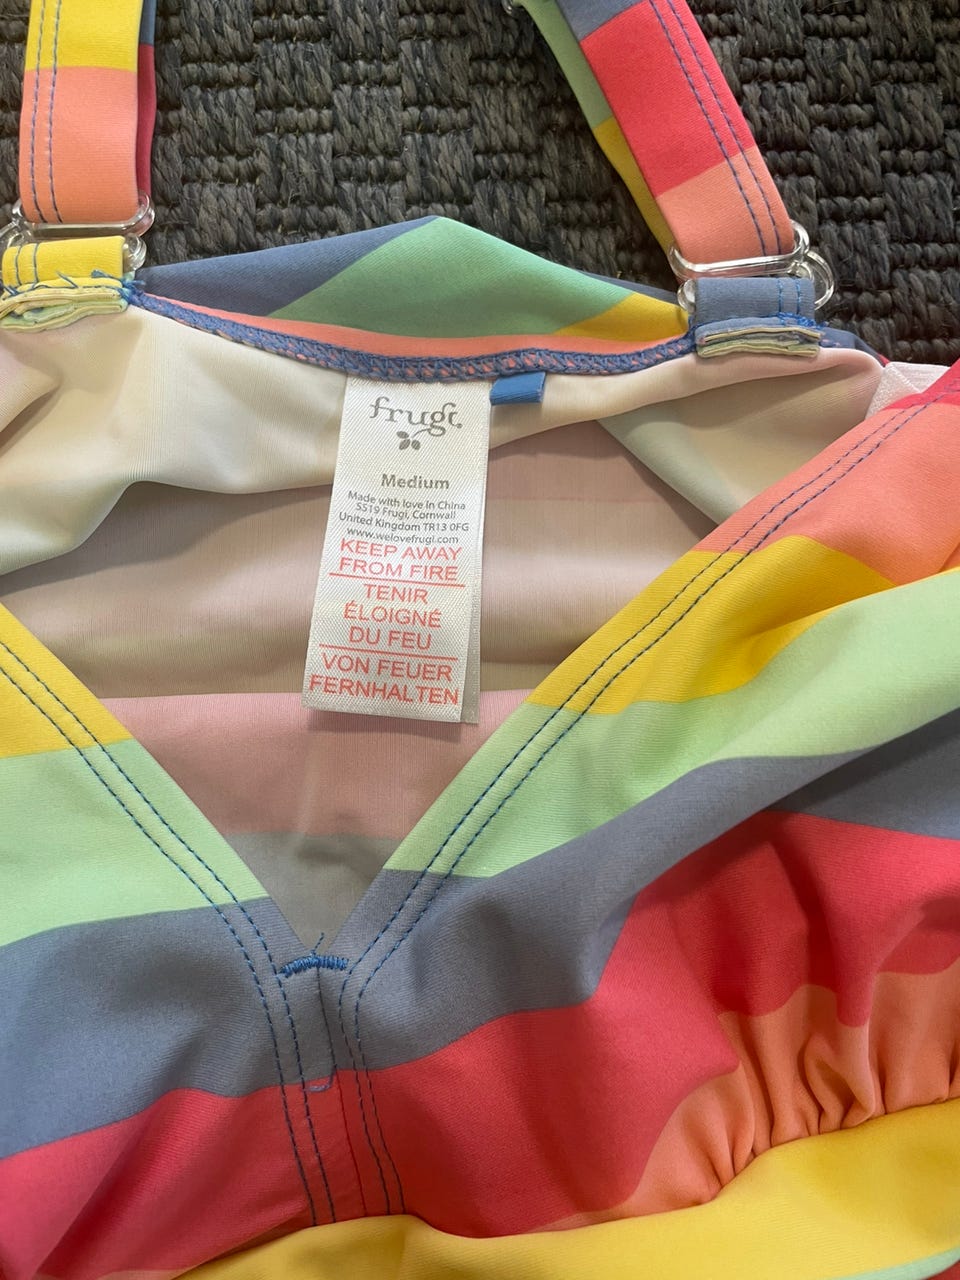 frugi
Medium
Made with love in China
SS19 Frugi, Cornwall
United Kingdom TR13 0FG
www.welovefrugi.com
KEEP AWAY
FROM FIRE
TENIR
ÉLOIGNÉ
DU FEU
VON FEUER
FERNHALTEN